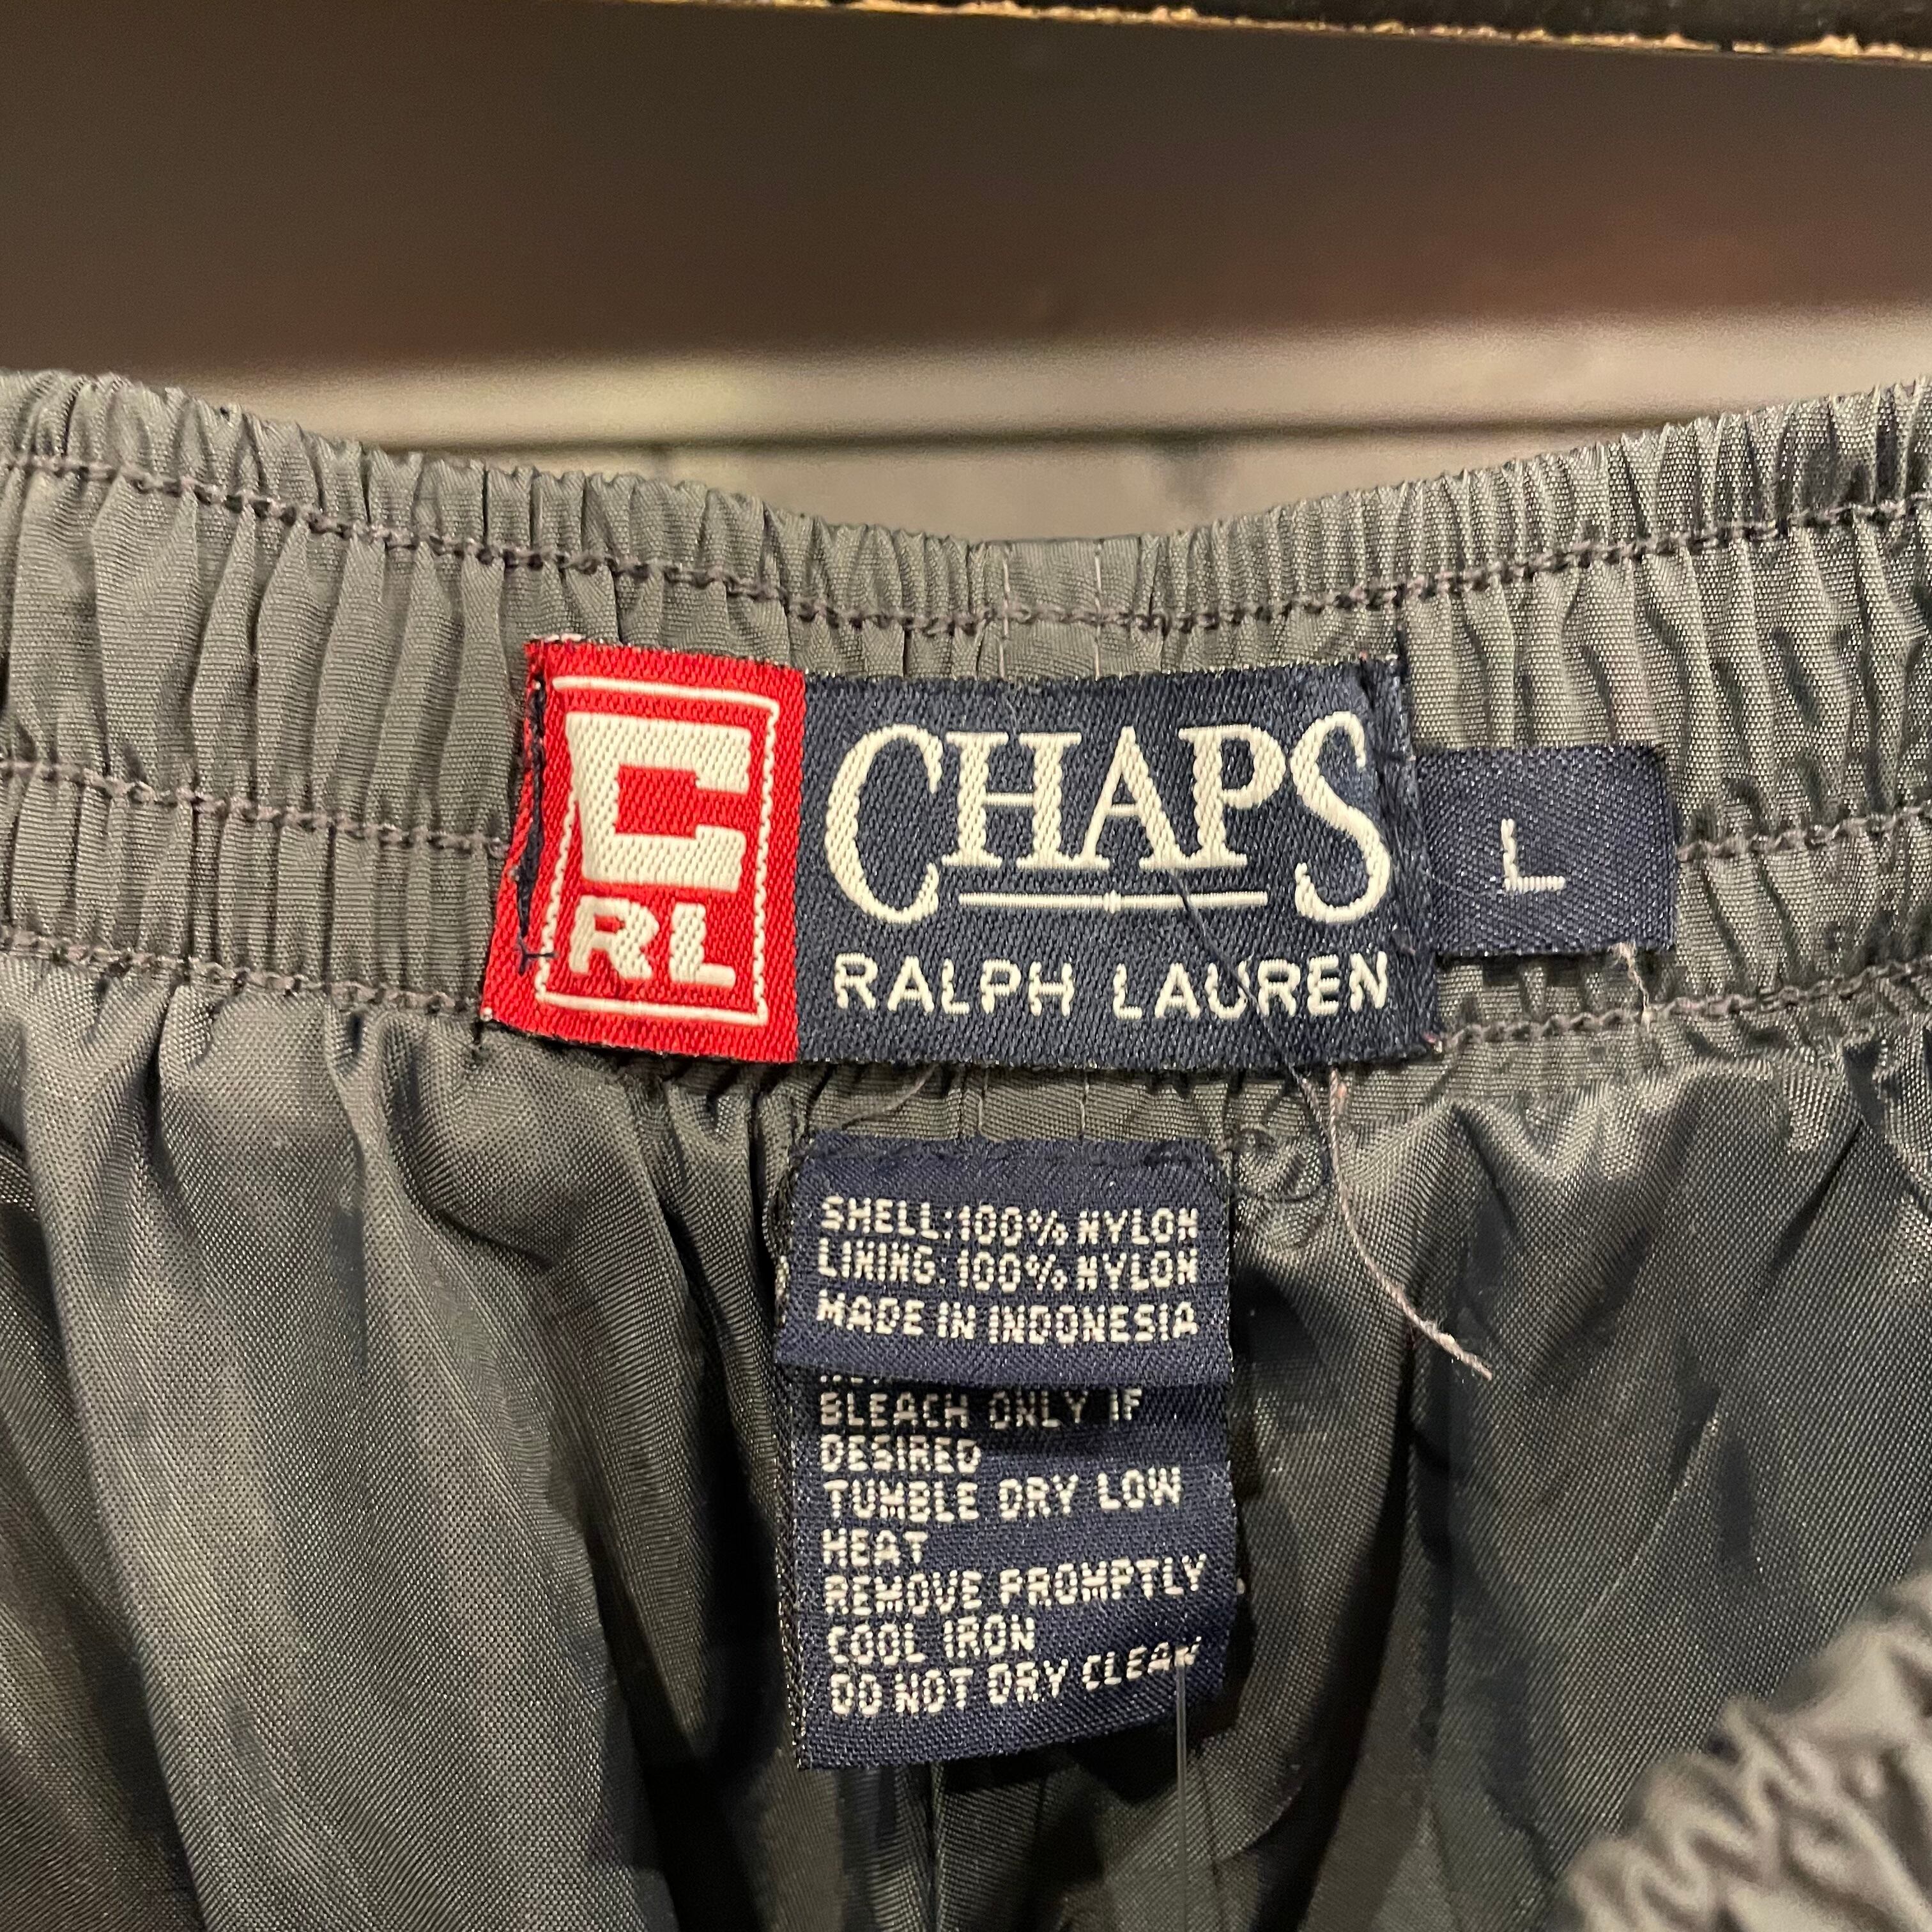 C
RL
CHAPS
RALPH LAUREN
L
SHELL:100% NYLON
LINING:100% NYLON
MADE IN INDONESIA
BLEACH ONLY IF
DESIRED
TUMBLE DRY LOW
HEAT
REMOVE PROMPTLY
COOL IRON
DO NOT DRY CLEAN